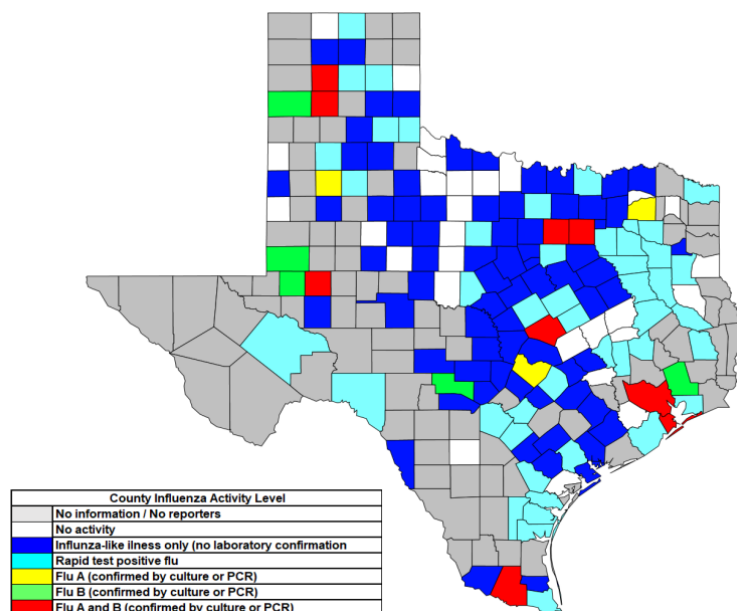 County Influenza Activity Level
No information / No reporters
No activity
Influnza-like ilness only (no laboratory confirmation
Rapid test positive flu
Flu A (confirmed by culture or PCR)
Flu B (confirmed by culture or PCR)
Flu A and B (confirmed by culture or PCR)